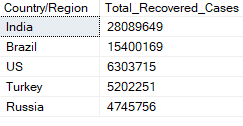 Country/Region Total_Recovered_Cases
India 28089649
Brazil 15400169
US 6303715
Turkey 5202251
Russia 4745756